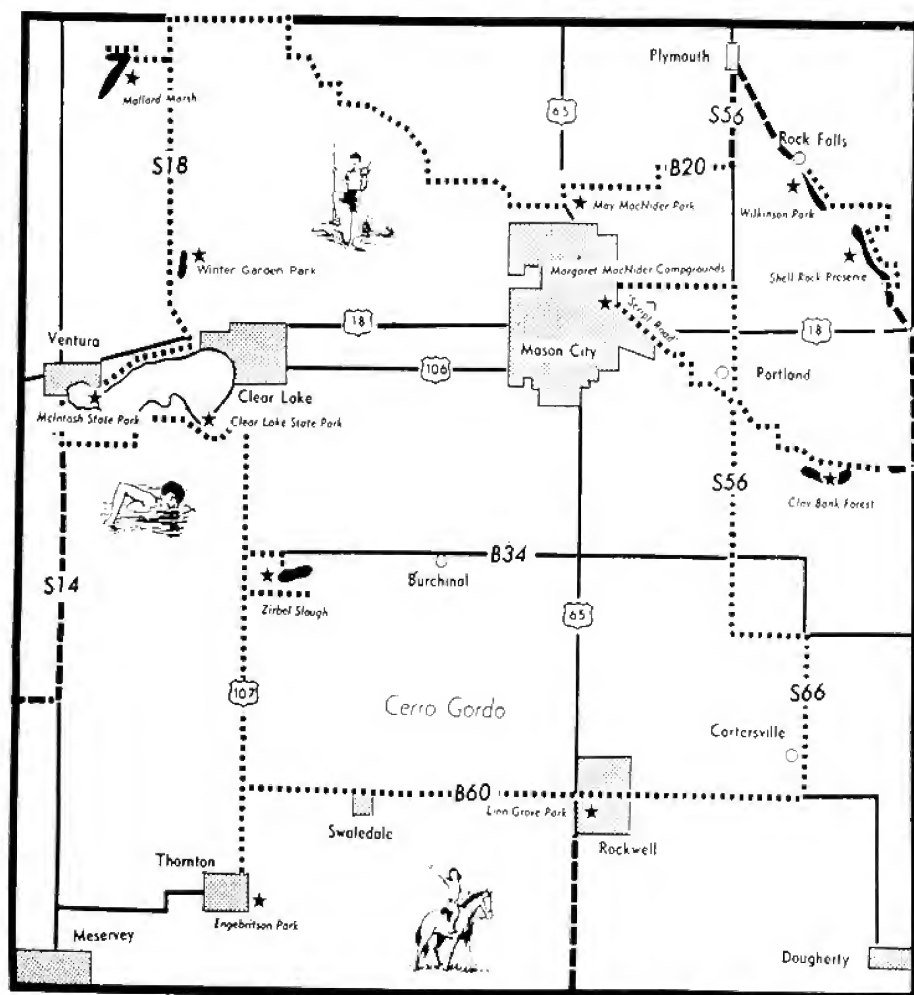 Plymouth
65
S56
Mallard Marsh
Rock Falls
S18
B20
Wilkinson Park
May MacNider Park
Winter Garden Park
Margaret MacNider Campgrounds
Shell Rock Preserve
"Script Road"
18
18
Ventura
Mason City
106
Portland
Clear Lake
McIntosh State Park
Clear Lake State Park
S56
Clay Bank Forest
B34
Burchinal
S14
Zirbel Slough
65
107
S66
Cerro Gordo
Cartersville
B60
Linn Grove Park
Swaledale
Rockwell
Thornton
Engebritson Park
Meservey
Dougherty